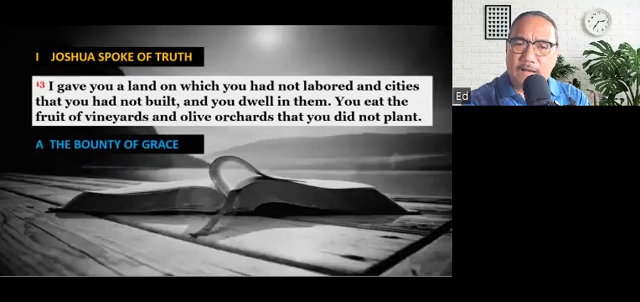 I JOSHUA SPOKE OF TRUTH
13 I gave you a land on which you had not labored and cities
that you had not built, and you dwell in them. You eat the
fruit of vineyards and olive orchards that you did not plant.
A THE BOUNTY OF GRACE
Ed